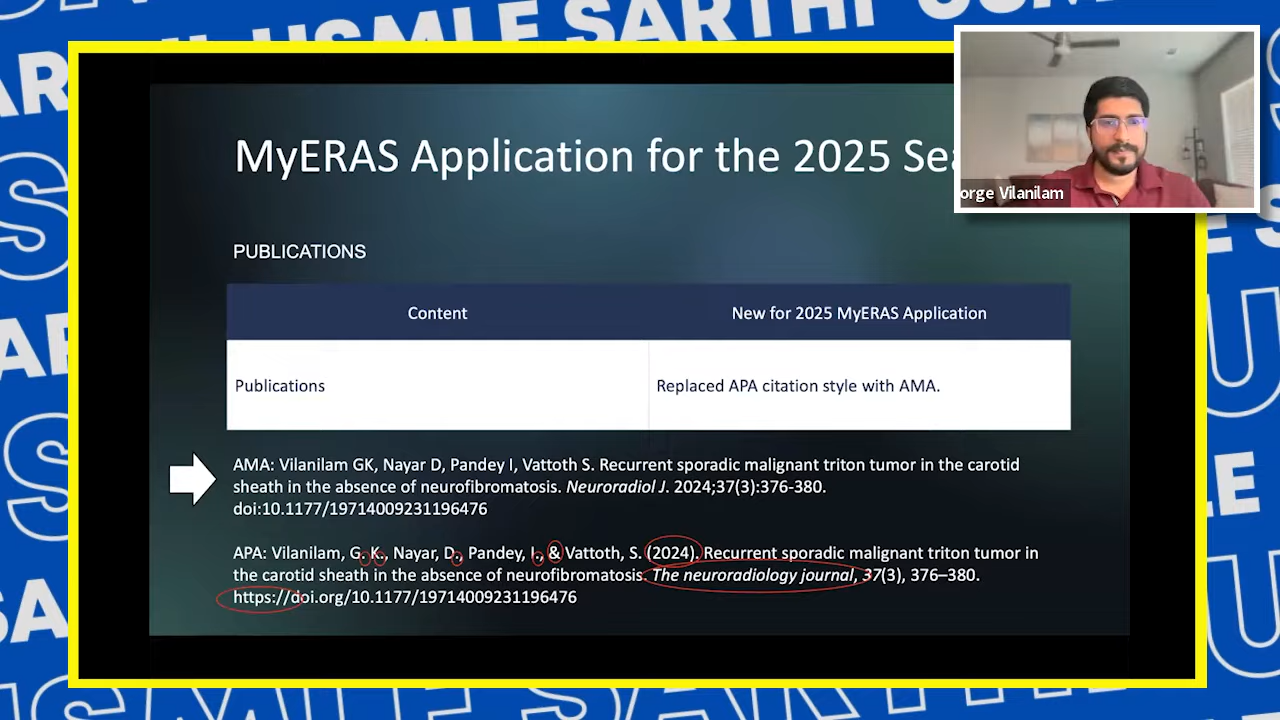 USMLE SARTHI
MyERAS Application for the 2025
orge Vilanilam
PUBLICATIONS
Content
New for 2025 MyERAS Application
Publications
Replaced APA citation style with AMA.
AMA: Vilanilam GK, Nayar D, Pandey I, Vattoth S. Recurrent sporadic malignant triton tumor in the carotid
sheath in the absence of neurofibromatosis. Neuroradiol J. 2024;37(3):376-380.
doi:10.1177/19714009231196476
APA: Vilanilam, G. K., Nayar, D., Pandey, I., & Vattoth, S. (2024). Recurrent sporadic malignant triton tumor in
the carotid sheath in the absence of neurofibromatosis. The neuroradiology journal, 37(3), 376–380.
https://doi.org/10.1177/19714009231196476